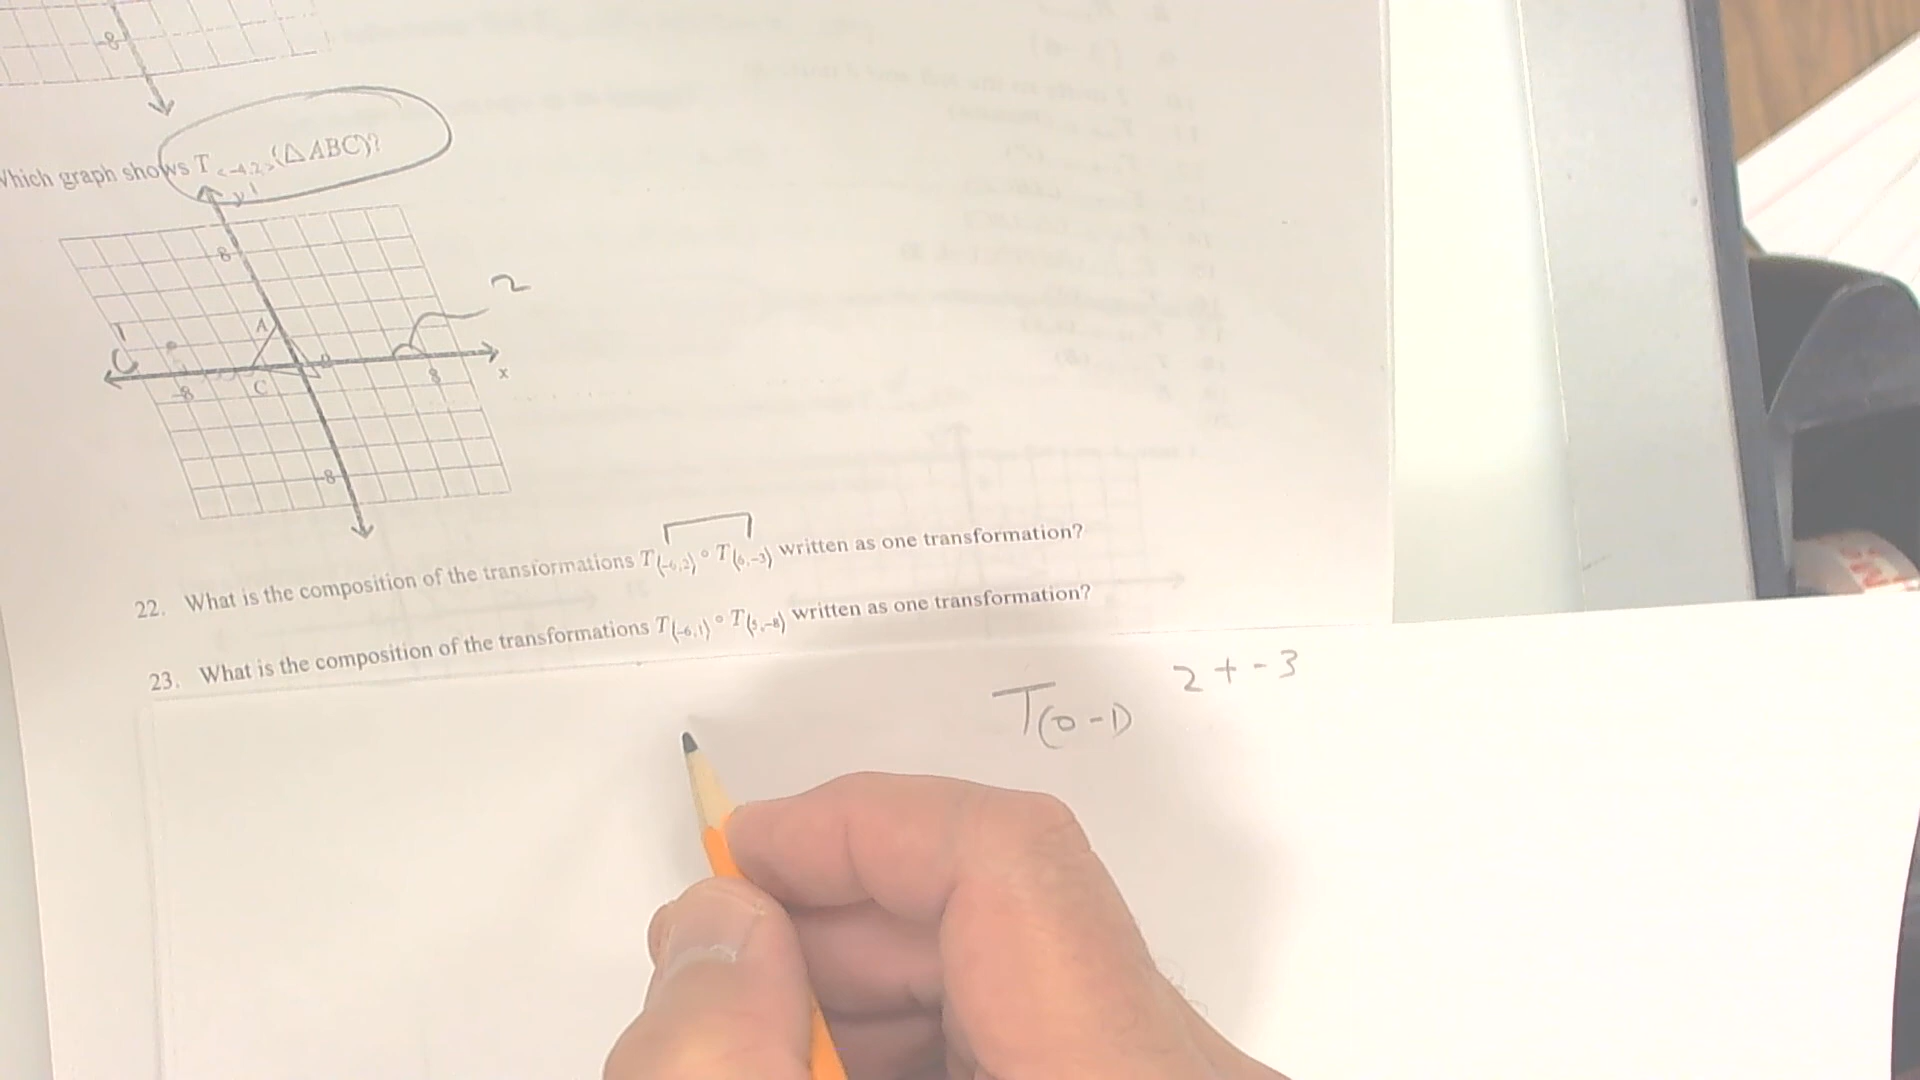 -8
Which graph shows T<-4,2>(△ABC)?
y
8
2
A
C'
-8
C
8
x
-8
22. What is the composition of the transformations T(-6,2) ∘ T(6,-3) written as one transformation?
23. What is the composition of the transformations T(-6,1) ∘ T(5,-8) written as one transformation?
2 + - 3
T(0 -1)